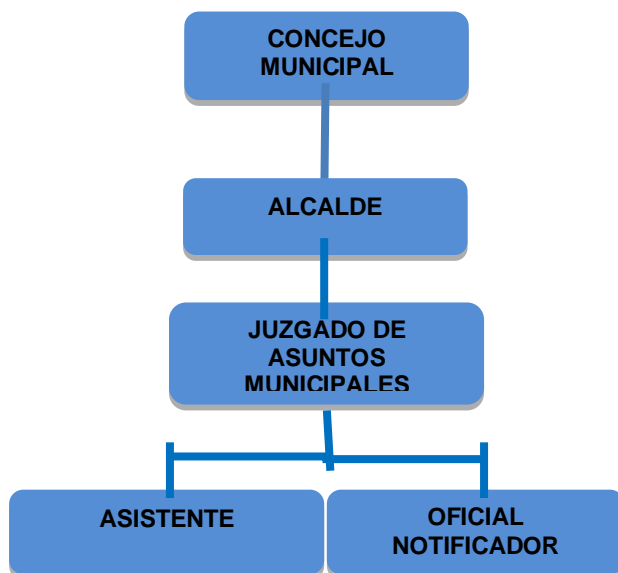 CONCEJO
MUNICIPAL
ALCALDE
JUZGADO DE
ASUNTOS
MUNICIPALES
ASISTENTE
OFICIAL
NOTIFICADOR